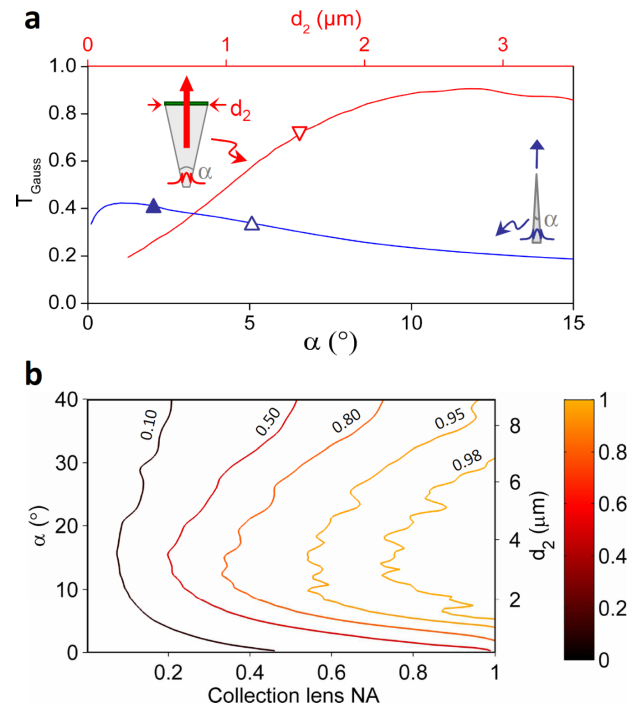 a
d2 (μm)
0 1 2 3
1.0
0.8
0.6
0.4
0.2
0.0
TGauss
d2
α
α
0 5 10 15
α (°)
b
40
30
20
10
0°
α (°)
0.10
0.50
0.80
0.95
0.98
8
6
4
2
d2 (μm)
0.2 0.4 0.6 0.8 1
Collection lens NA
1
0.8
0.6
0.4
0.2
0